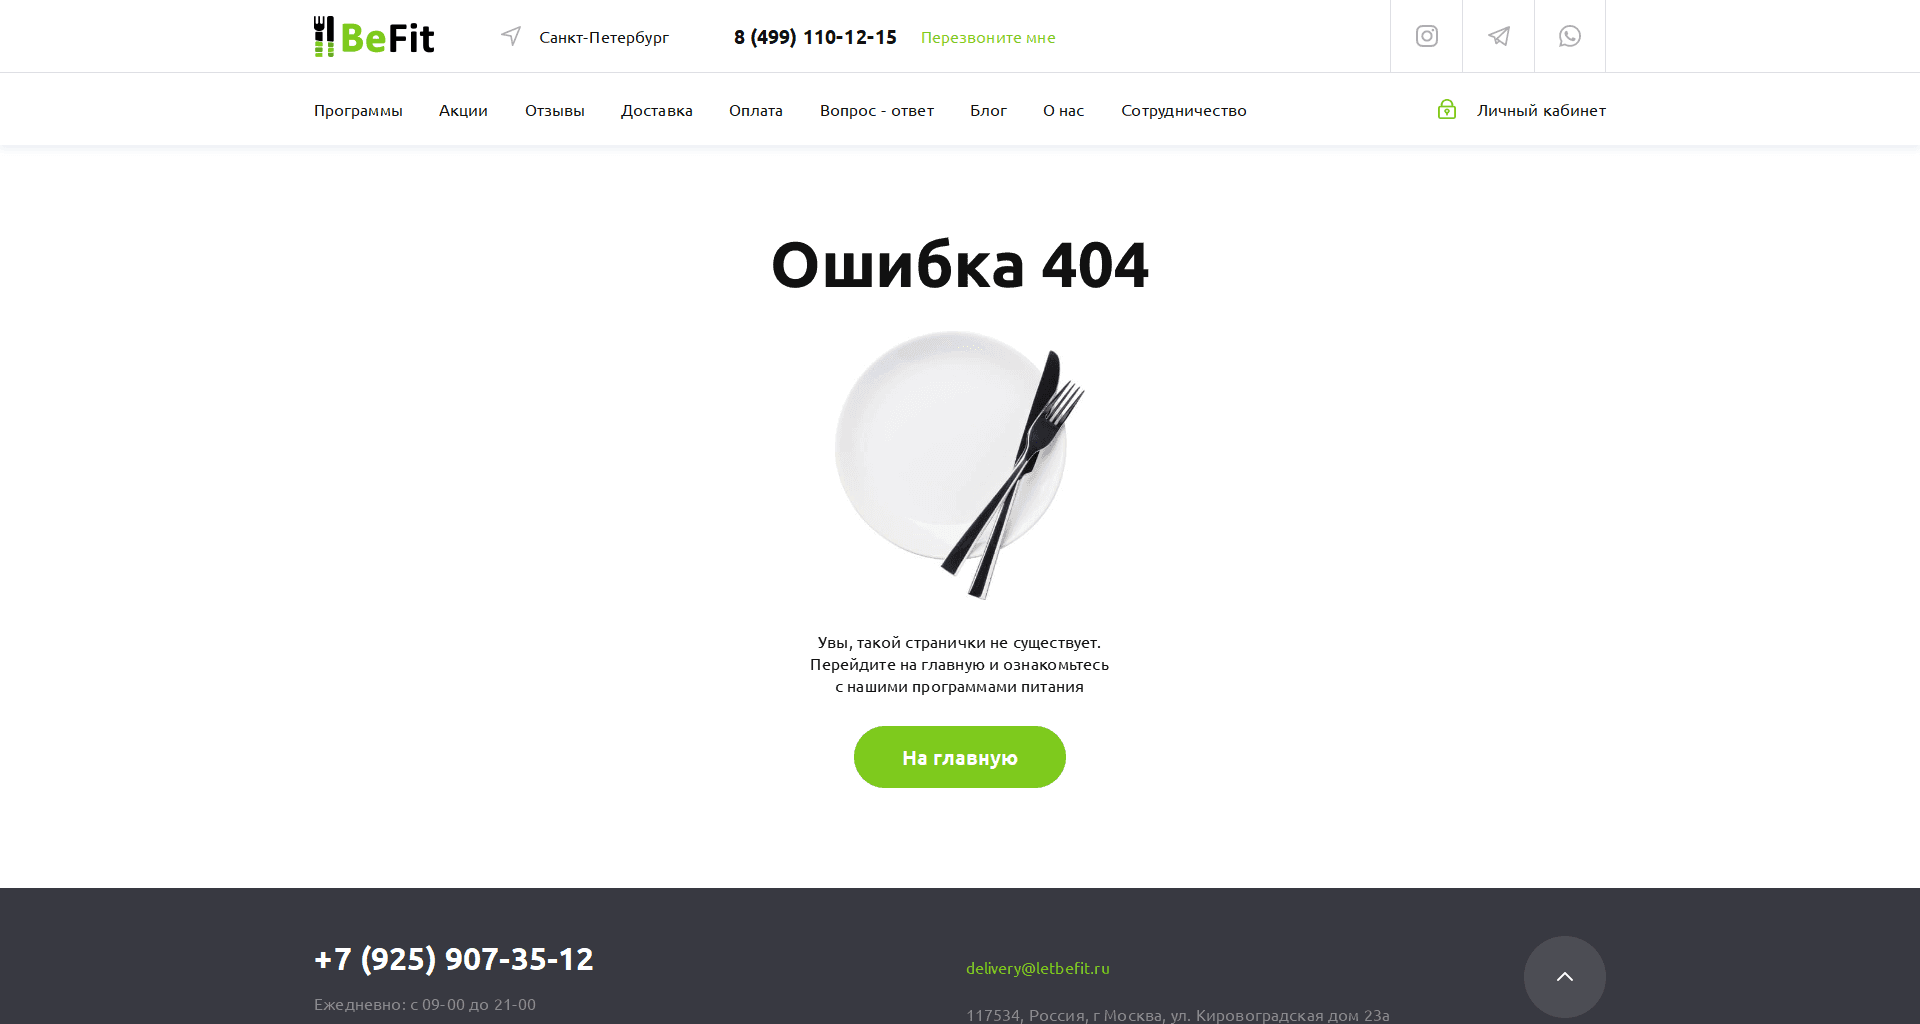 BeFit
Санкт-Петербург
8 (499) 110-12-15
Перезвоните мне
Программы
Акции
Отзывы
Доставка
Оплата
Вопрос - ответ
Блог
О нас
Сотрудничество
Личный кабинет
Ошибка 404
Увы, такой странички не существует.
Перейдите на главную и ознакомьтесь
с нашими программами питания
На главную
+7 (925) 907-35-12
Ежедневно: с 09-00 до 21-00
delivery@letbefit.ru
117534, Россия, г Москва, ул. Кировоградская дом 23а